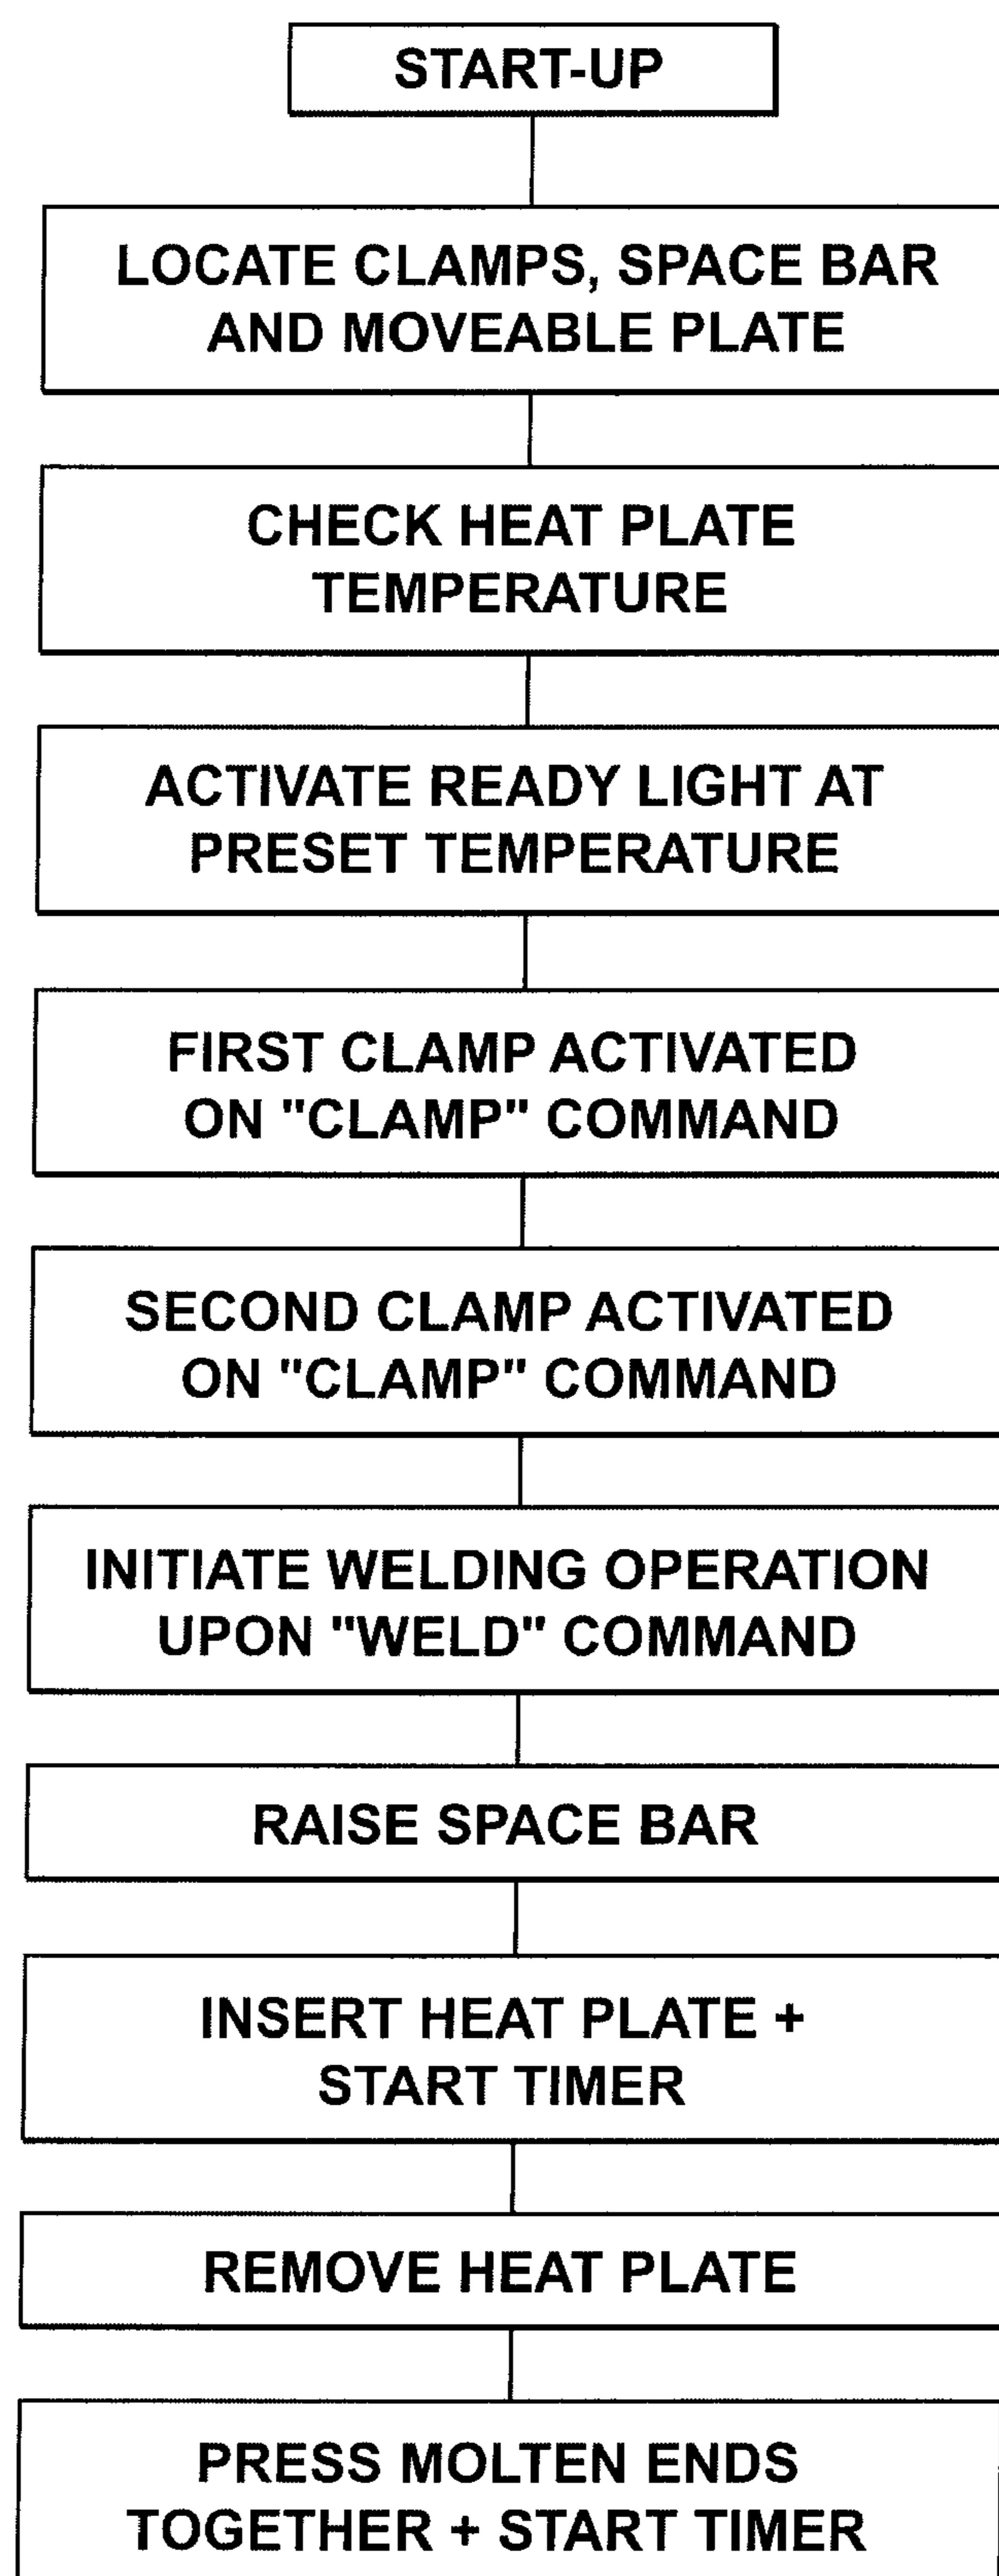 START-UP
LOCATE CLAMPS, SPACE BAR
AND MOVEABLE PLATE
CHECK HEAT PLATE
TEMPERATURE
ACTIVATE READY LIGHT AT
PRESET TEMPERATURE
FIRST CLAMP ACTIVATED
ON "CLAMP" COMMAND
SECOND CLAMP ACTIVATED
ON "CLAMP" COMMAND
INITIATE WELDING OPERATION
UPON "WELD" COMMAND
RAISE SPACE BAR
INSERT HEAT PLATE +
START TIMER
REMOVE HEAT PLATE
PRESS MOLTEN ENDS
TOGETHER + START TIMER